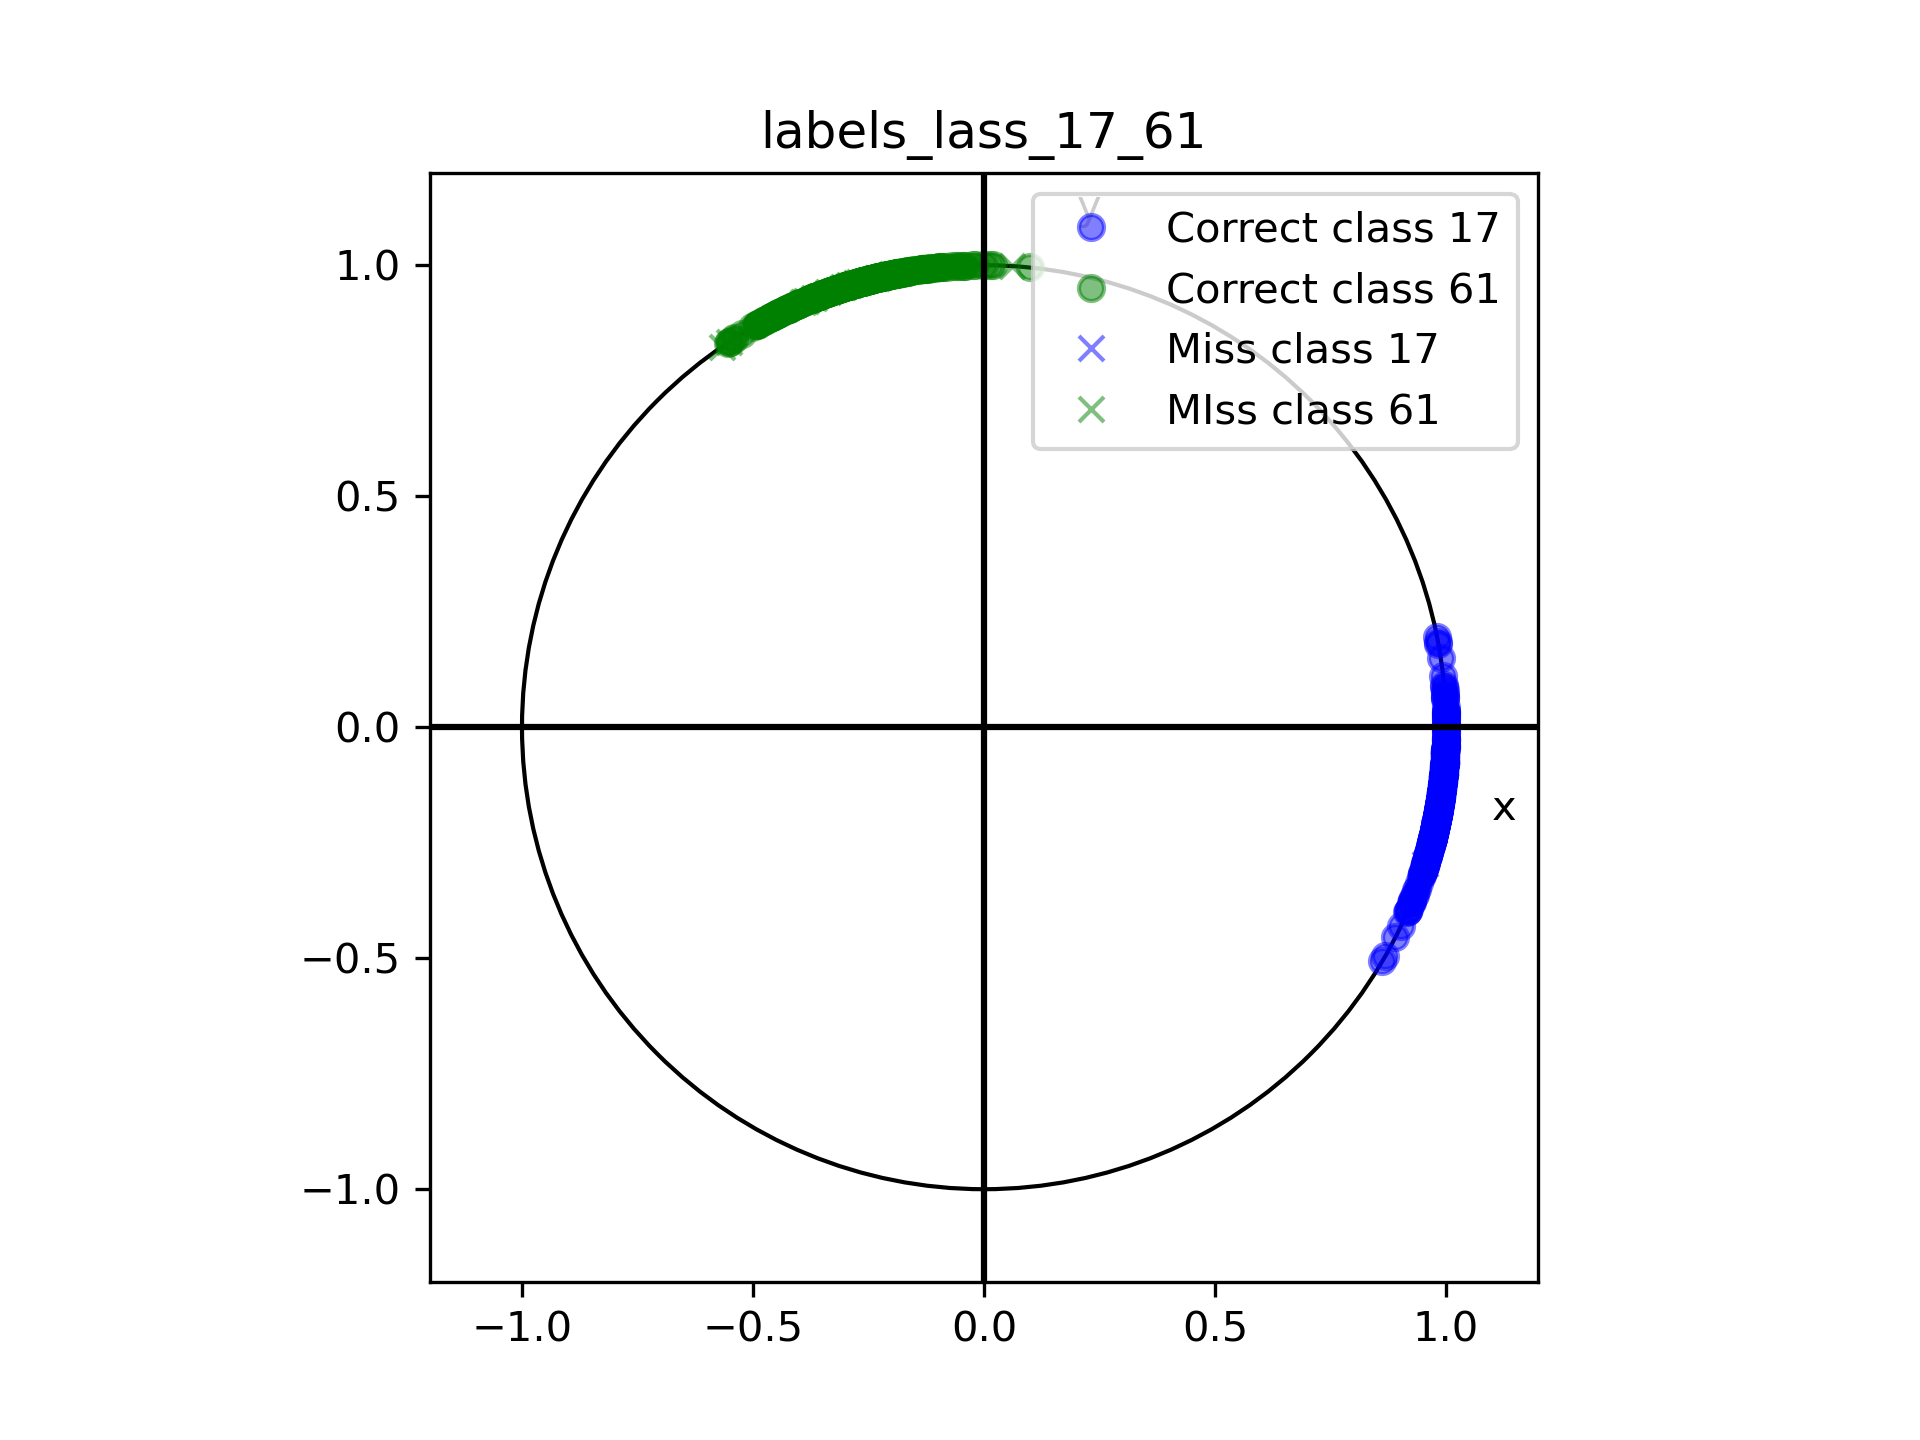 labels_lass_17_61
y
Correct class 17
Correct class 61
Miss class 17
MIss class 61
1.0
0.5
0.0
−0.5
−1.0
x
−1.0
−0.5
0.0
0.5
1.0